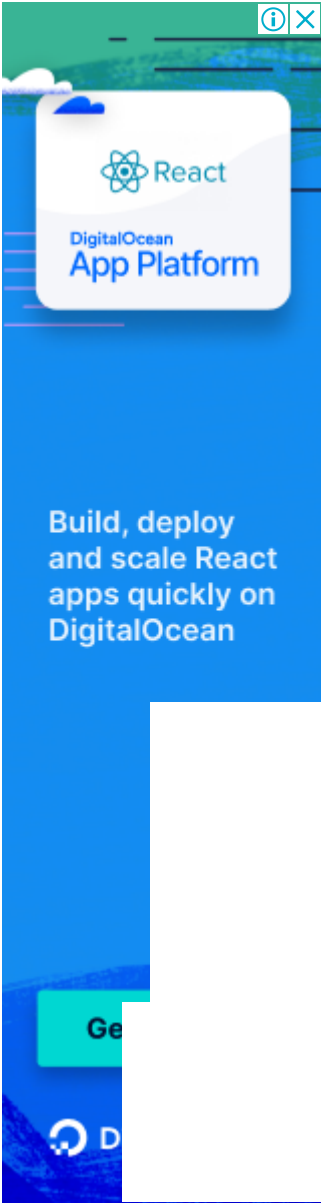 React
DigitalOcean
App Platform
Build, deploy
and scale React
apps quickly on
DigitalOcean